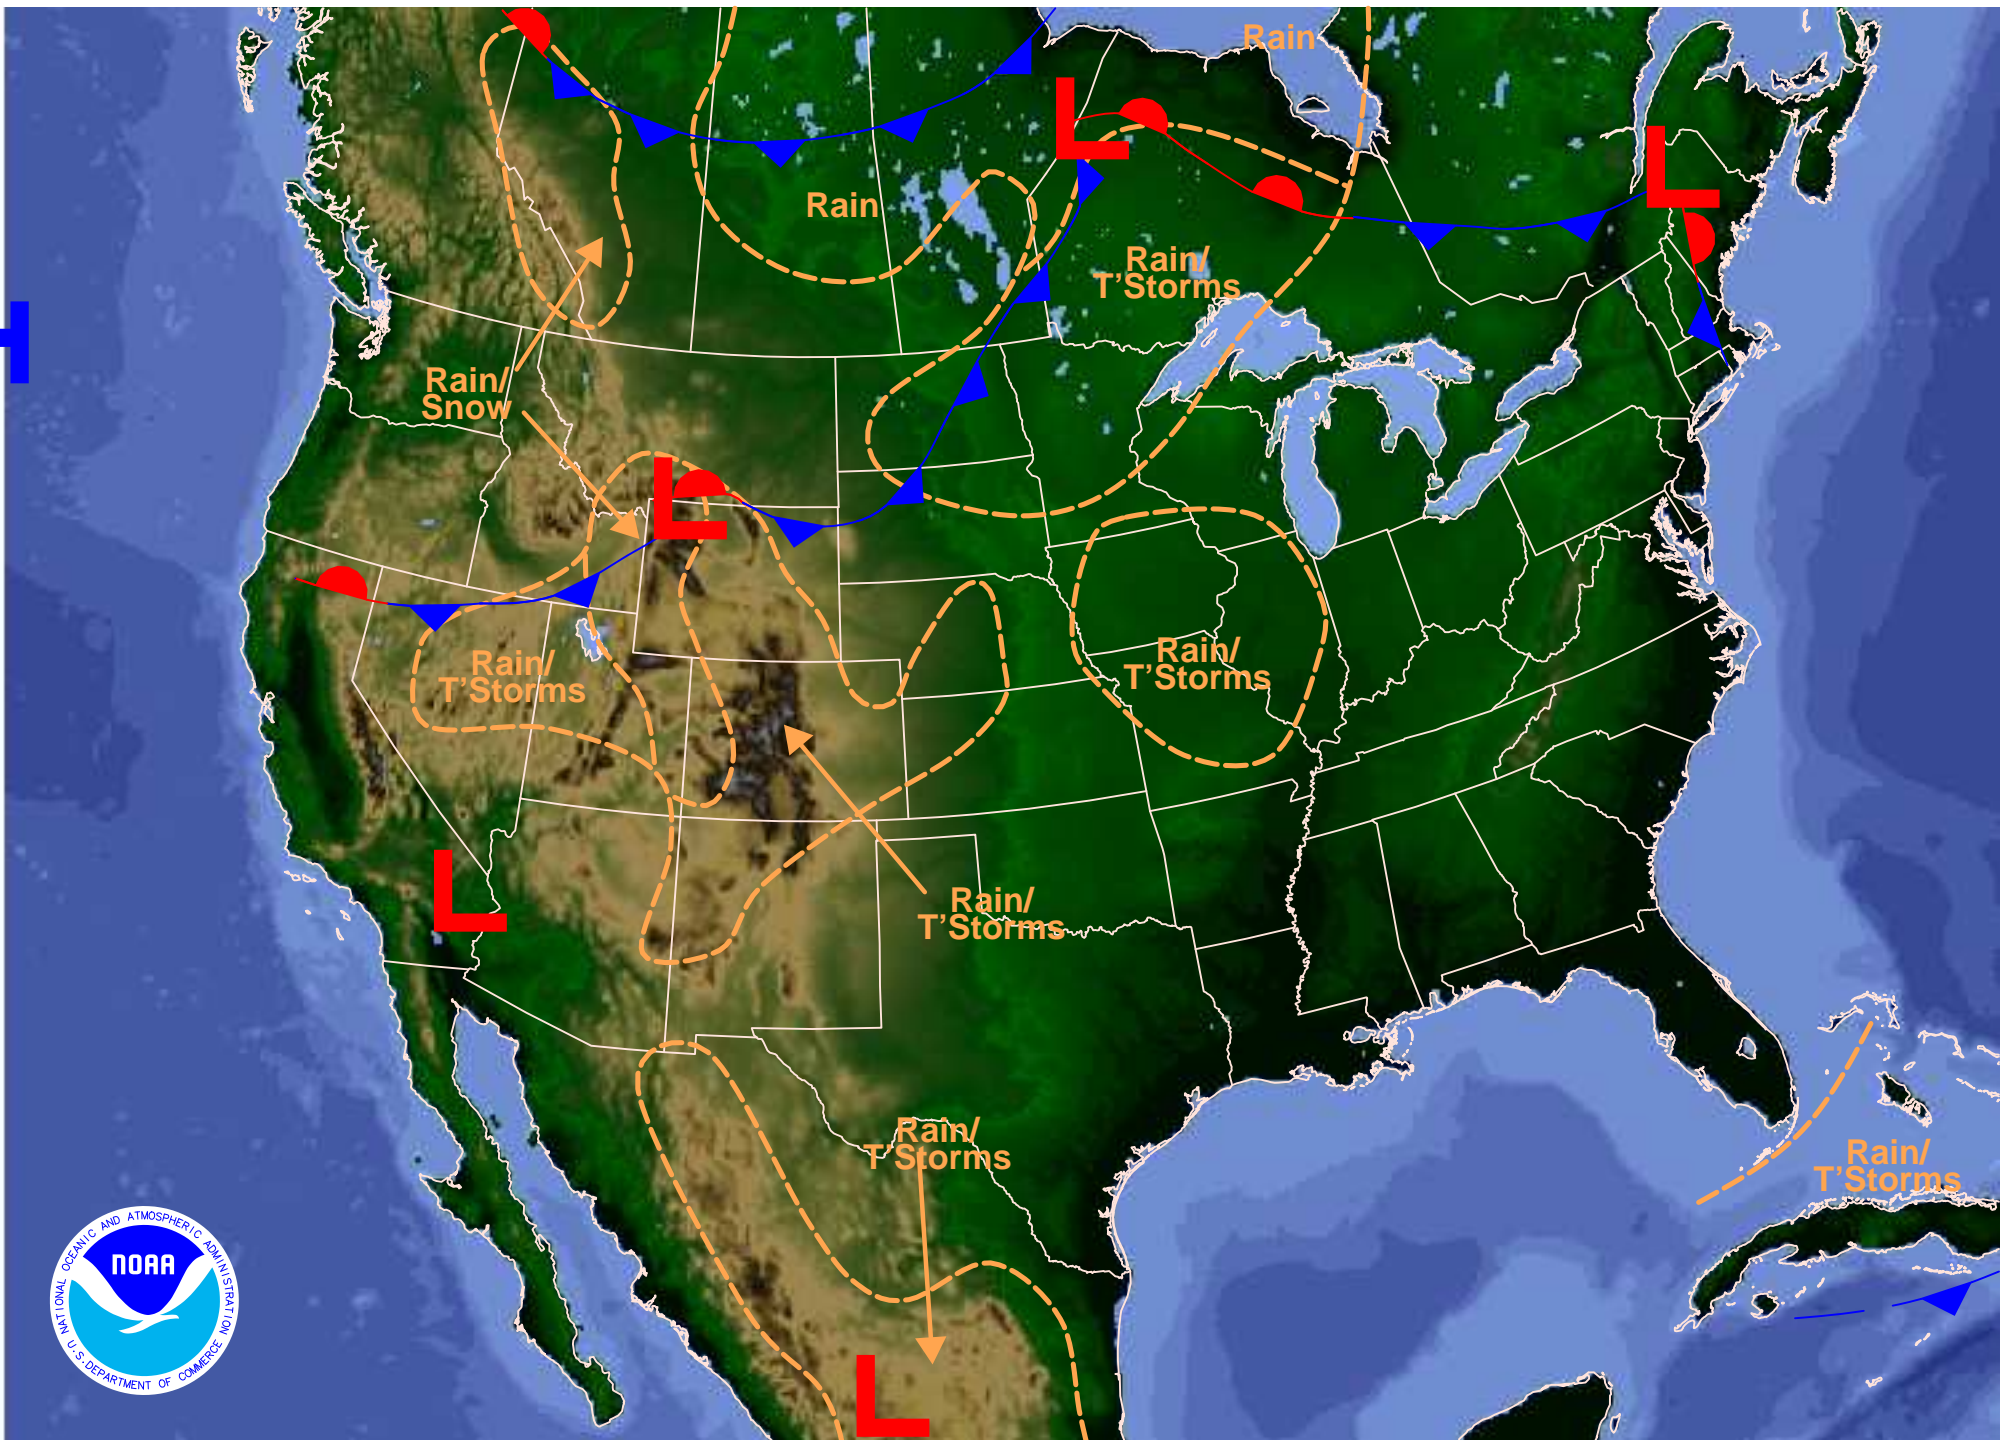 Rain
L
L
Rain
Rain/
T'Storms
Rain/
Snow
L
Rain/
T'Storms
Rain/
T'Storms
L
Rain/
T'Storms
Rain/
T'Storms
Rain/
T'Storms
L
NATIONAL OCEANIC AND ATMOSPHERIC ADMINISTRATION
NOAA
U.S. DEPARTMENT OF COMMERCE